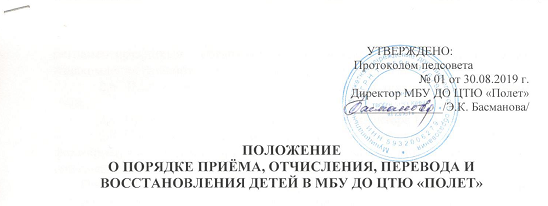 УТВЕРЖДЕНО:
Протоколом педсовета
№ 01 от 30.08.2019 г.
Директор МБУ ДО ЦТЮ «Полет»
/Э.К. Басманова/
ПОЛОЖЕНИЕ
О ПОРЯДКЕ ПРИЁМА, ОТЧИСЛЕНИЯ, ПЕРЕВОДА И
ВОССТАНОВЛЕНИЯ ДЕТЕЙ В МБУ ДО ЦТЮ «ПОЛЕТ»